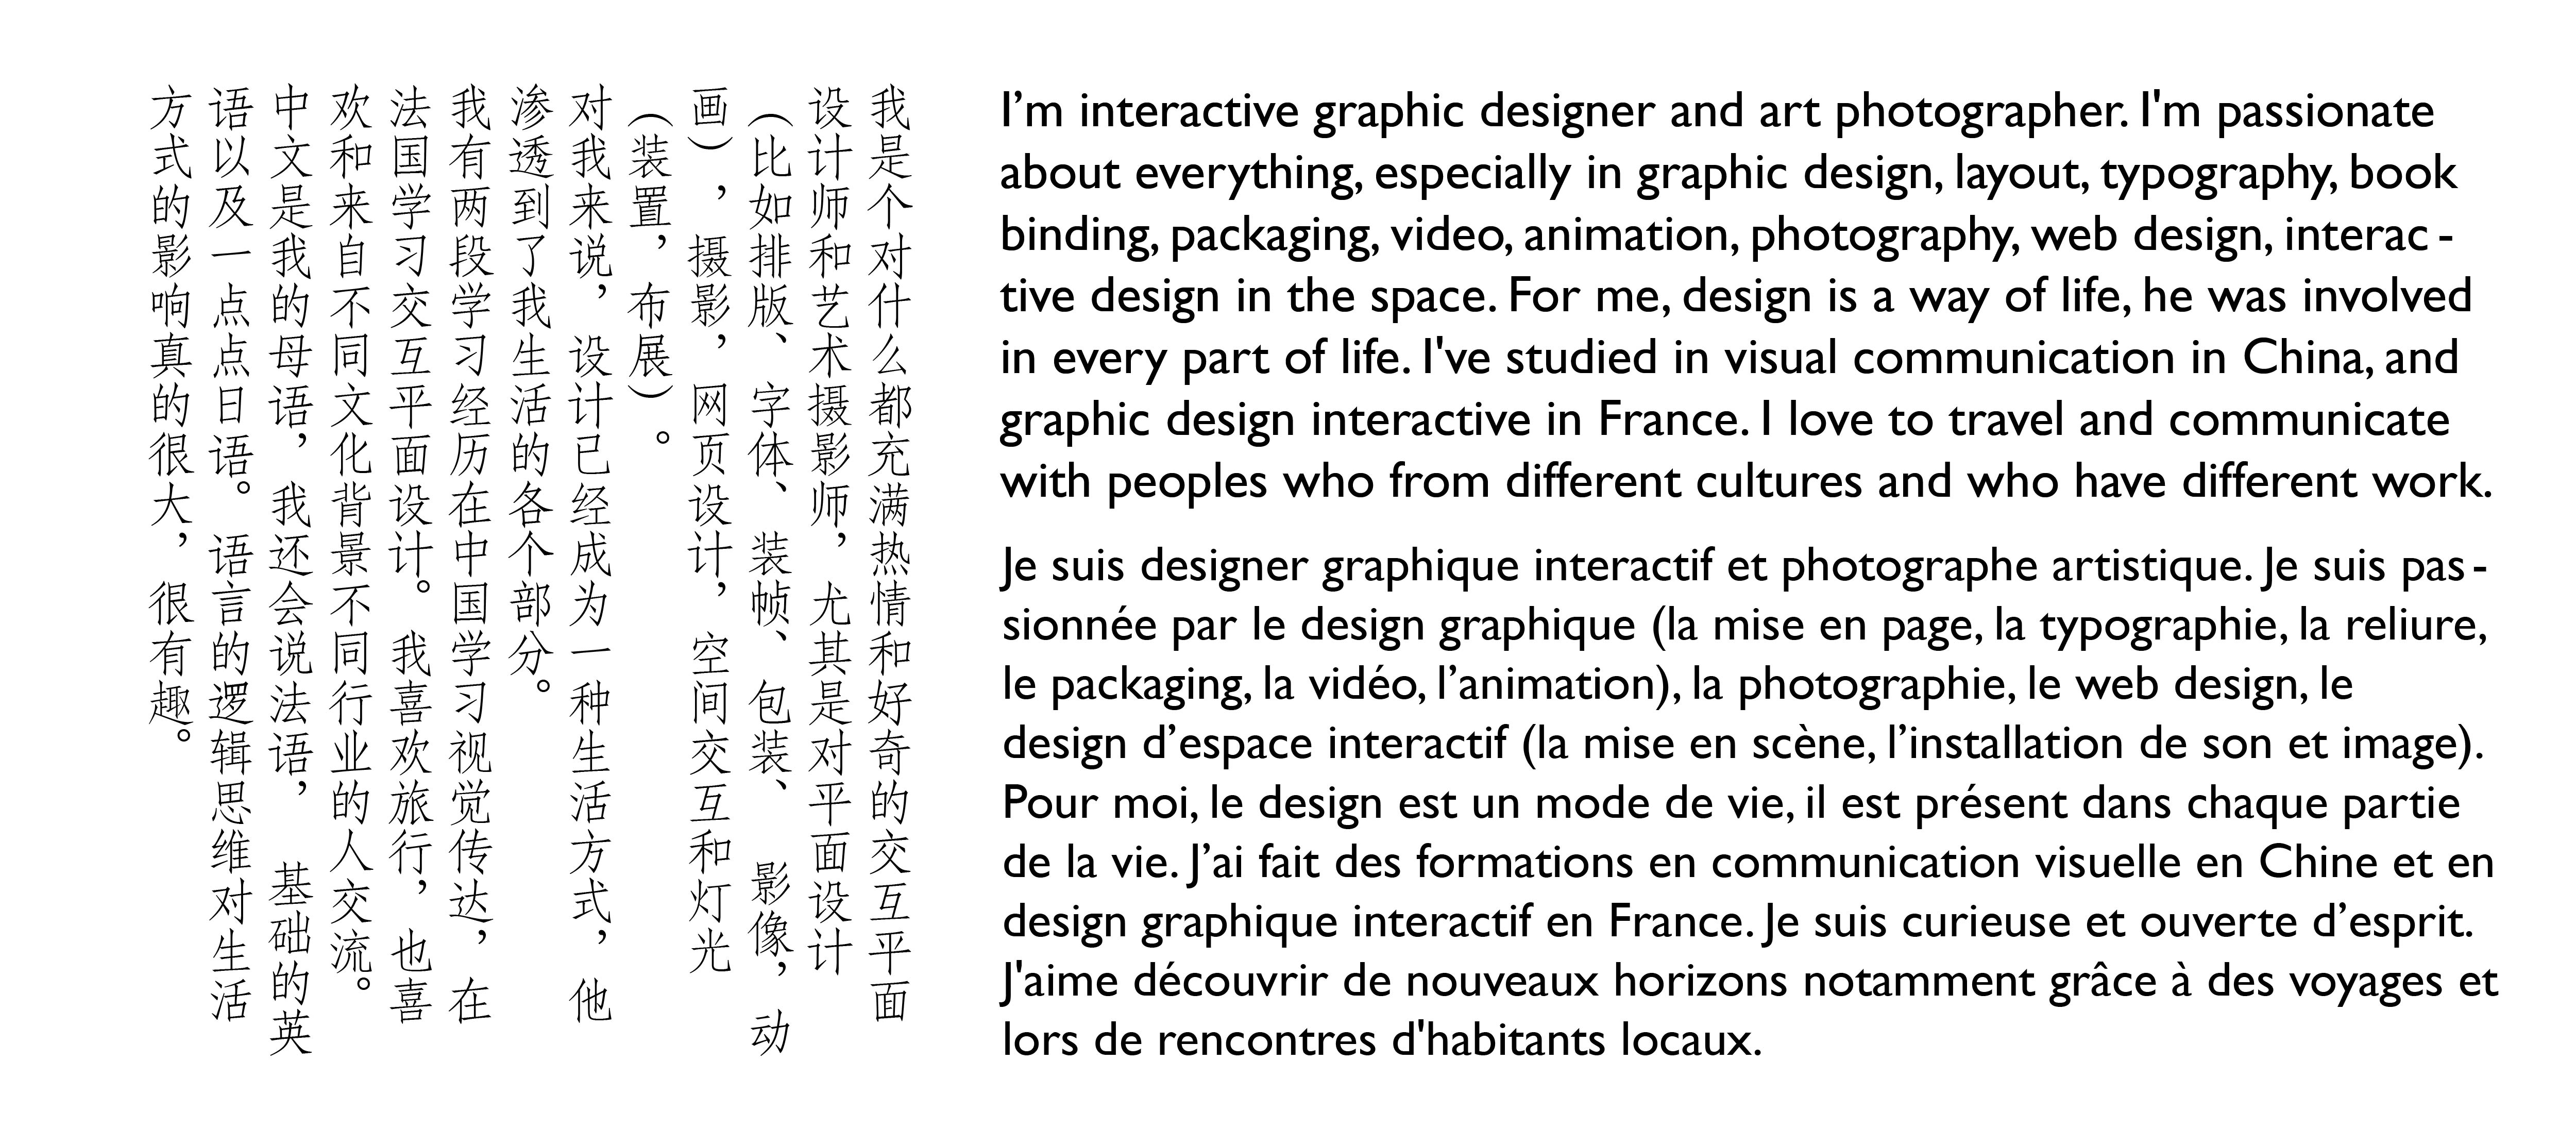 我是个对什么都充满热情和好奇的交互平面
设计师和艺术摄影师，尤其是对平面设计
（比如排版、字体、装帧、包装、影像，动
画），摄影，网页设计，空间交互和灯光
（装置，布展）。
对我来说，设计已经成为一种生活方式，他
渗透到了我生活的各个部分。
我有两段学习经历在中国学习视觉传达，在
法国学习交互平面设计。我喜欢旅行，也喜
欢和来自不同文化背景不同行业的人交流。
中文是我的母语，我还会说法语，基础的英
语以及一点点日语。语言的逻辑思维对生活
方式的影响真的很大，很有趣。
I’m interactive graphic designer and art photographer. I'm passionate
about everything, especially in graphic design, layout, typography, book
binding, packaging, video, animation, photography, web design, interac -
tive design in the space. For me, design is a way of life, he was involved
in every part of life. I've studied in visual communication in China, and
graphic design interactive in France. I love to travel and communicate
with peoples who from different cultures and who have different work.
Je suis designer graphique interactif et photographe artistique. Je suis pas -
sionnée par le design graphique (la mise en page, la typographie, la reliure,
le packaging, la vidéo, l’animation), la photographie, le web design, le
design d’espace interactif (la mise en scène, l’installation de son et image).
Pour moi, le design est un mode de vie, il est présent dans chaque partie
de la vie. J’ai fait des formations en communication visuelle en Chine et en
design graphique interactif en France. Je suis curieuse et ouverte d’esprit.
J'aime découvrir de nouveaux horizons notamment grâce à des voyages et
lors de rencontres d'habitants locaux.